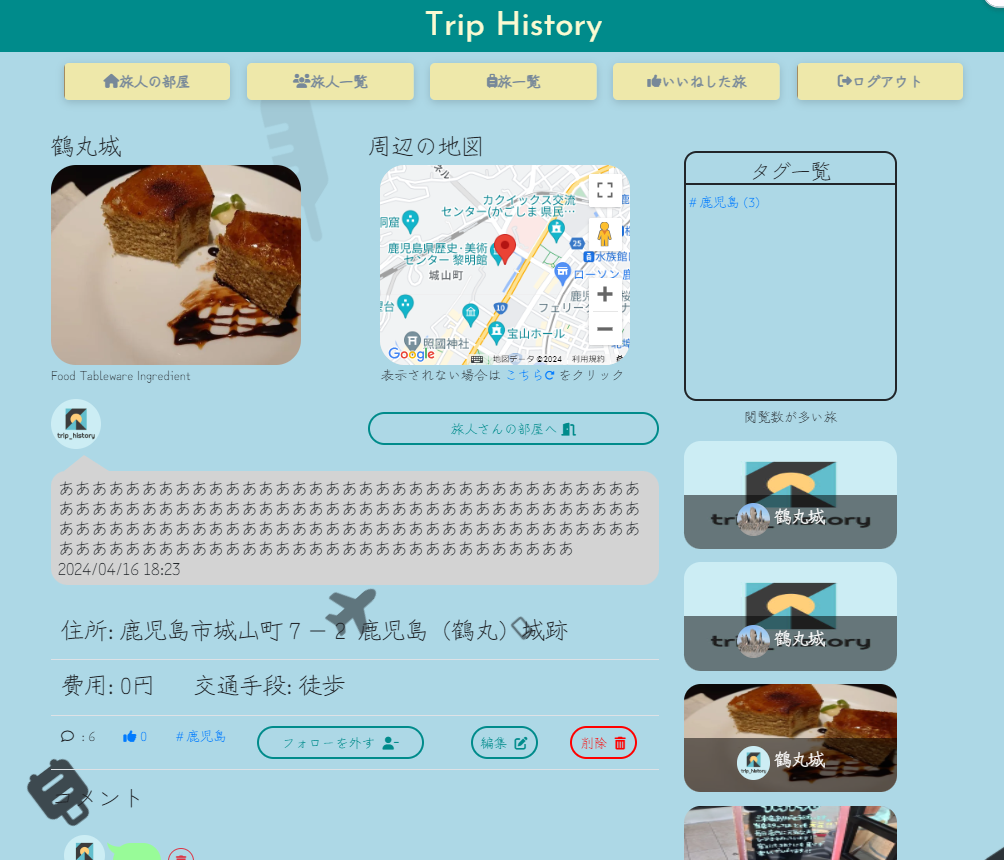 Trip History
旅人の部屋
旅人一覧
旅一覧
いいねした旅
ログアウト
鶴丸城
Food Tableware Ingredient
周辺の地図
カクイックス交流
センター(かごしま 県民…
洞窟
鹿児島県歴史・美術
センター 黎明館
城山町
25
水族館
ローソン 鹿
10
フェリー
望台
宝山ホール
照國神社
Google
地図データ ©2024
利用規約
表示されない場合は こちら をクリック
旅人さんの部屋へ
trip_history
ああああああああああああああああああああああああああああああああああ
ああああああああああああああああああああああああああああああああああ
ああああああああああああああああああああああああああああああああああ
あああああああああああああああああああああああああああああああ
2024/04/16 18:23
住所: 鹿児島市城山町７－２ 鹿児島（鶴丸）城跡
費用: 0円 交通手段: 徒歩
: 6
0
#鹿児島
フォローを外す
編集
削除
コメント
タグ一覧
#鹿児島 (3)
閲覧数が多い旅
trip_history
鶴丸城
trip_history
鶴丸城
trip_history
鶴丸城